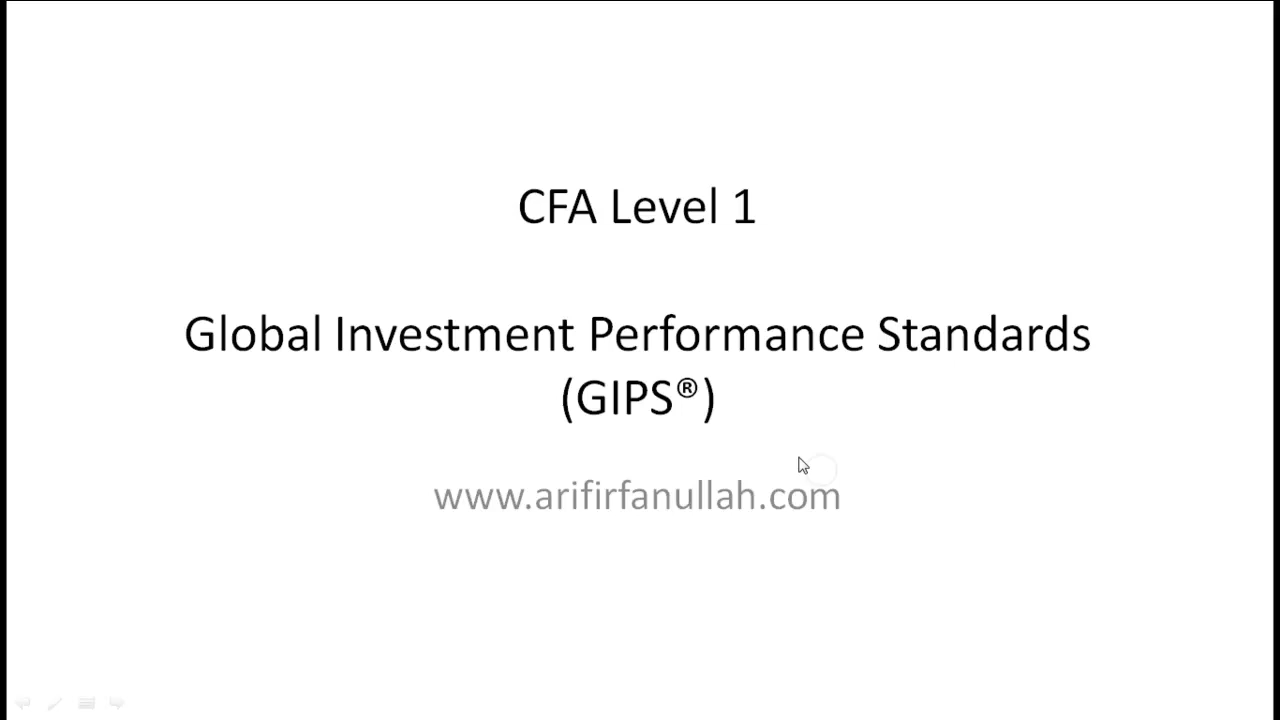 CFA Level 1
Global Investment Performance Standards
(GIPS®)
www.arifirfanullah.com